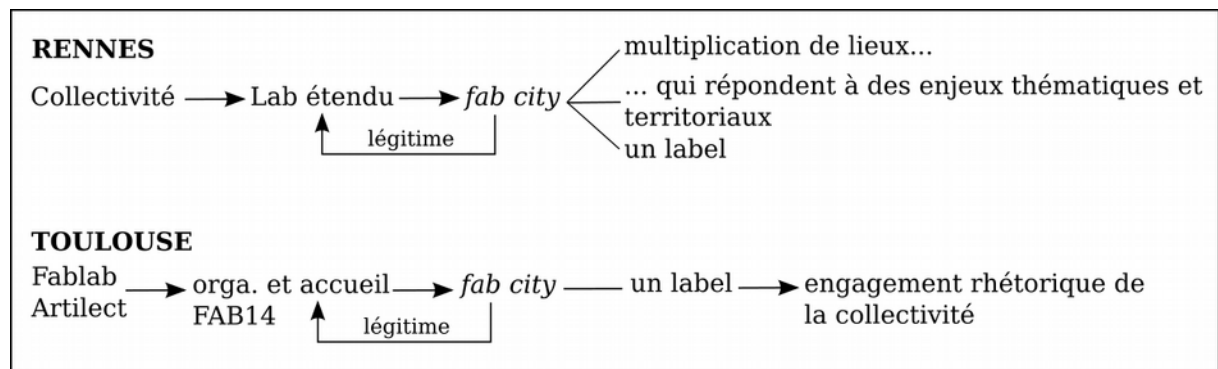 RENNES
multiplication de lieux...
Collectivité Lab étendu fab city ... qui répondent à des enjeux thématiques et
territoriaux
légitime
un label
TOULOUSE
Fablab
Artilect
orga. et accueil
FAB14
fab city
un label
engagement rhétorique de
la collectivité
légitime